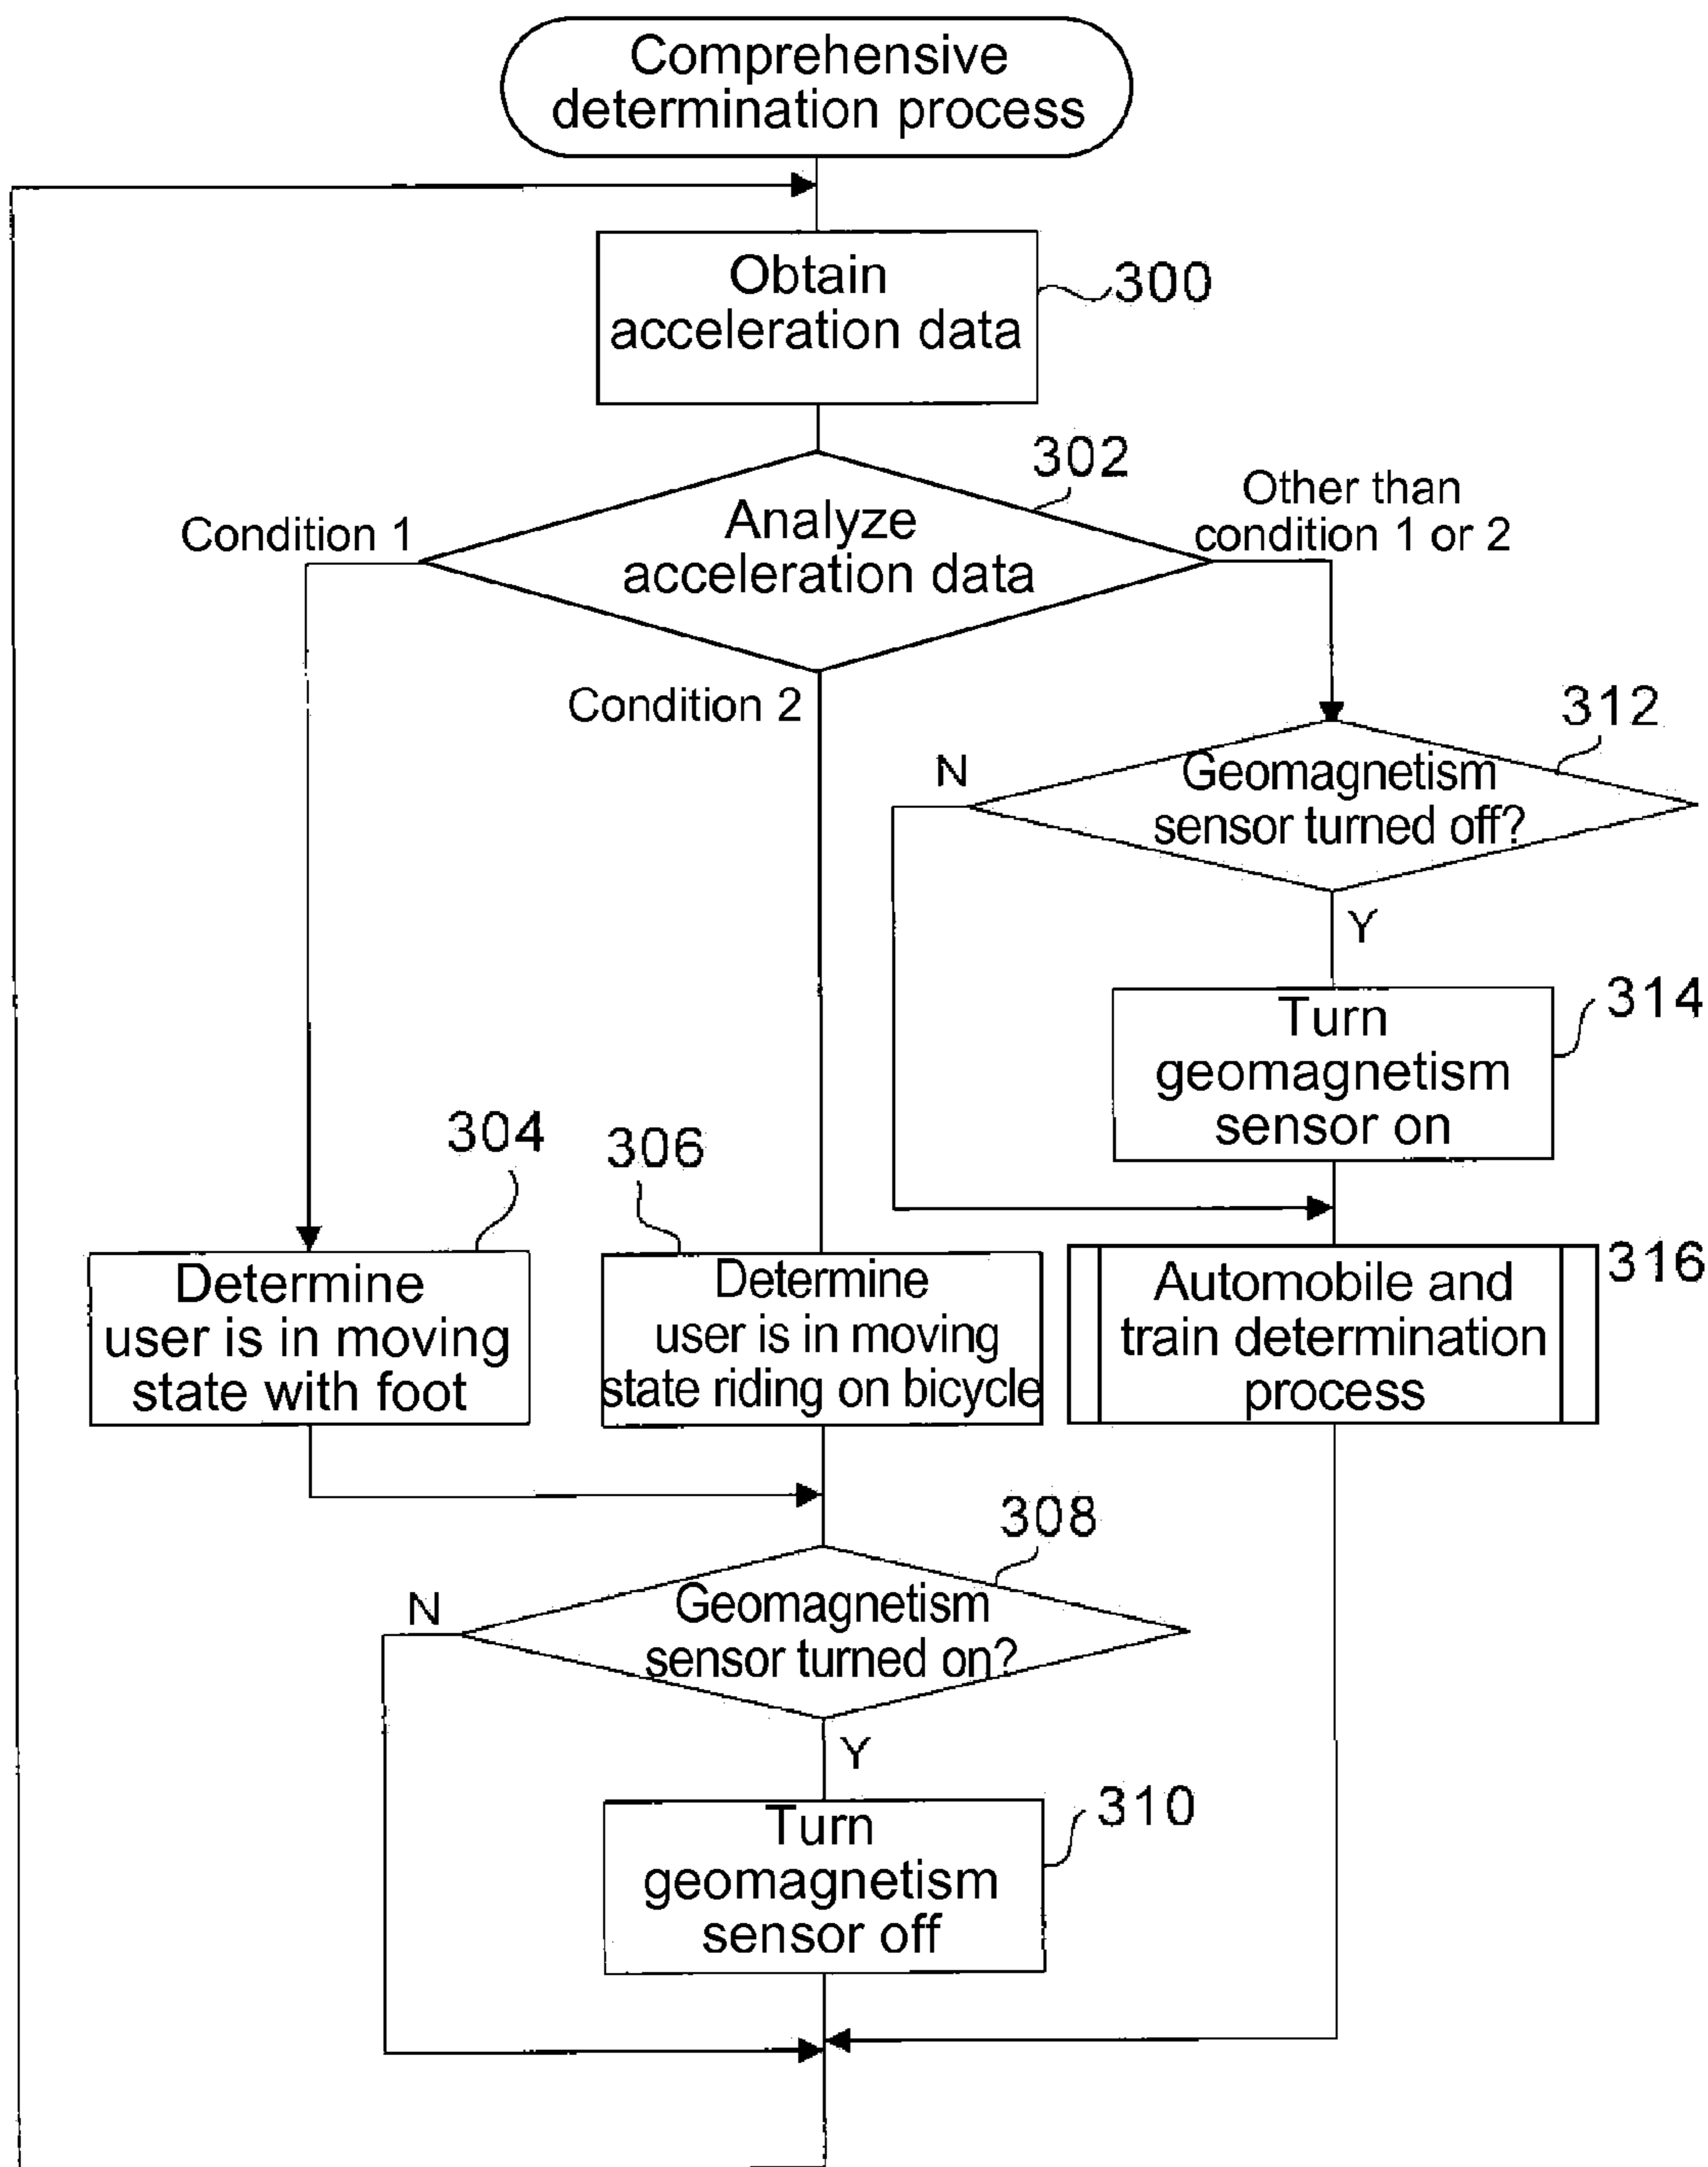 Comprehensive
determination process
Obtain
acceleration data
300
302
Analyze
acceleration data
Condition 1
Other than
condition 1 or 2
Condition 2
312
Geomagnetism
sensor turned off?
N
Y
314
Turn
geomagnetism
sensor on
304
306
316
Determine
user is in moving
state with foot
Determine
user is in moving
state riding on bicycle
Automobile and
train determination
process
308
Geomagnetism
sensor turned on?
N
Y
310
Turn
geomagnetism
sensor off